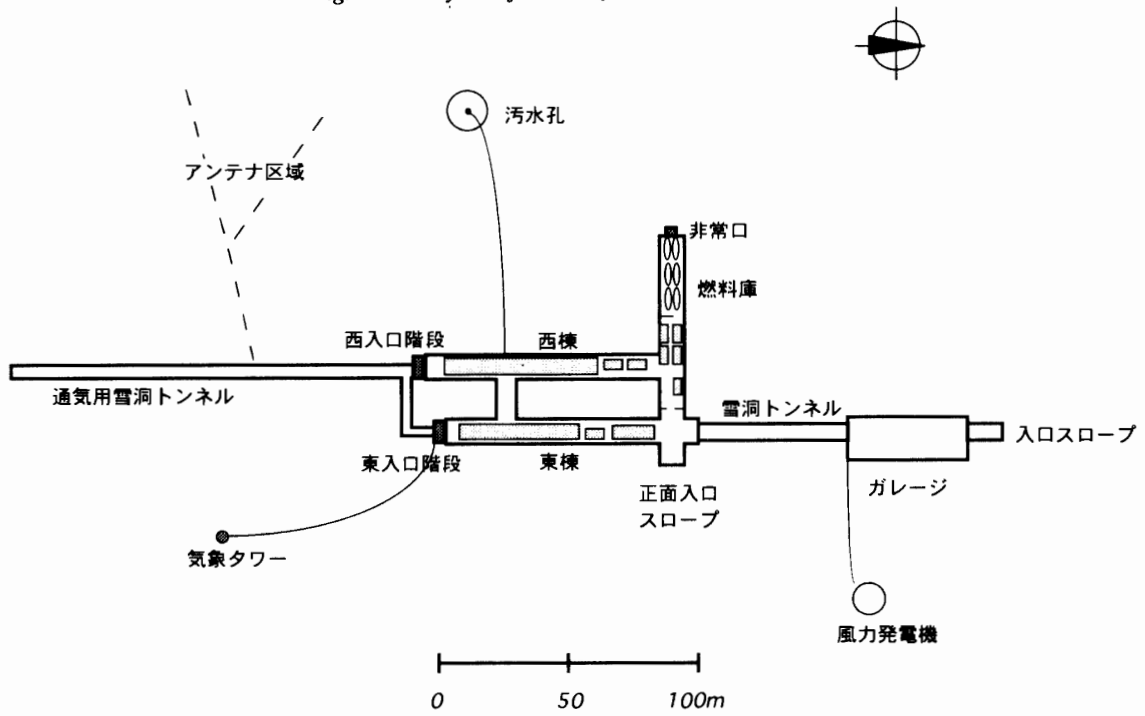 汚水孔
アンテナ区域
非常口
燃料庫
西入口階段
西棟
通気用雪洞トンネル
雪洞トンネル
入口スロープ
東入口階段
東棟
ガレージ
正面入口
スロープ
気象タワー
風力発電機
0 50 100m